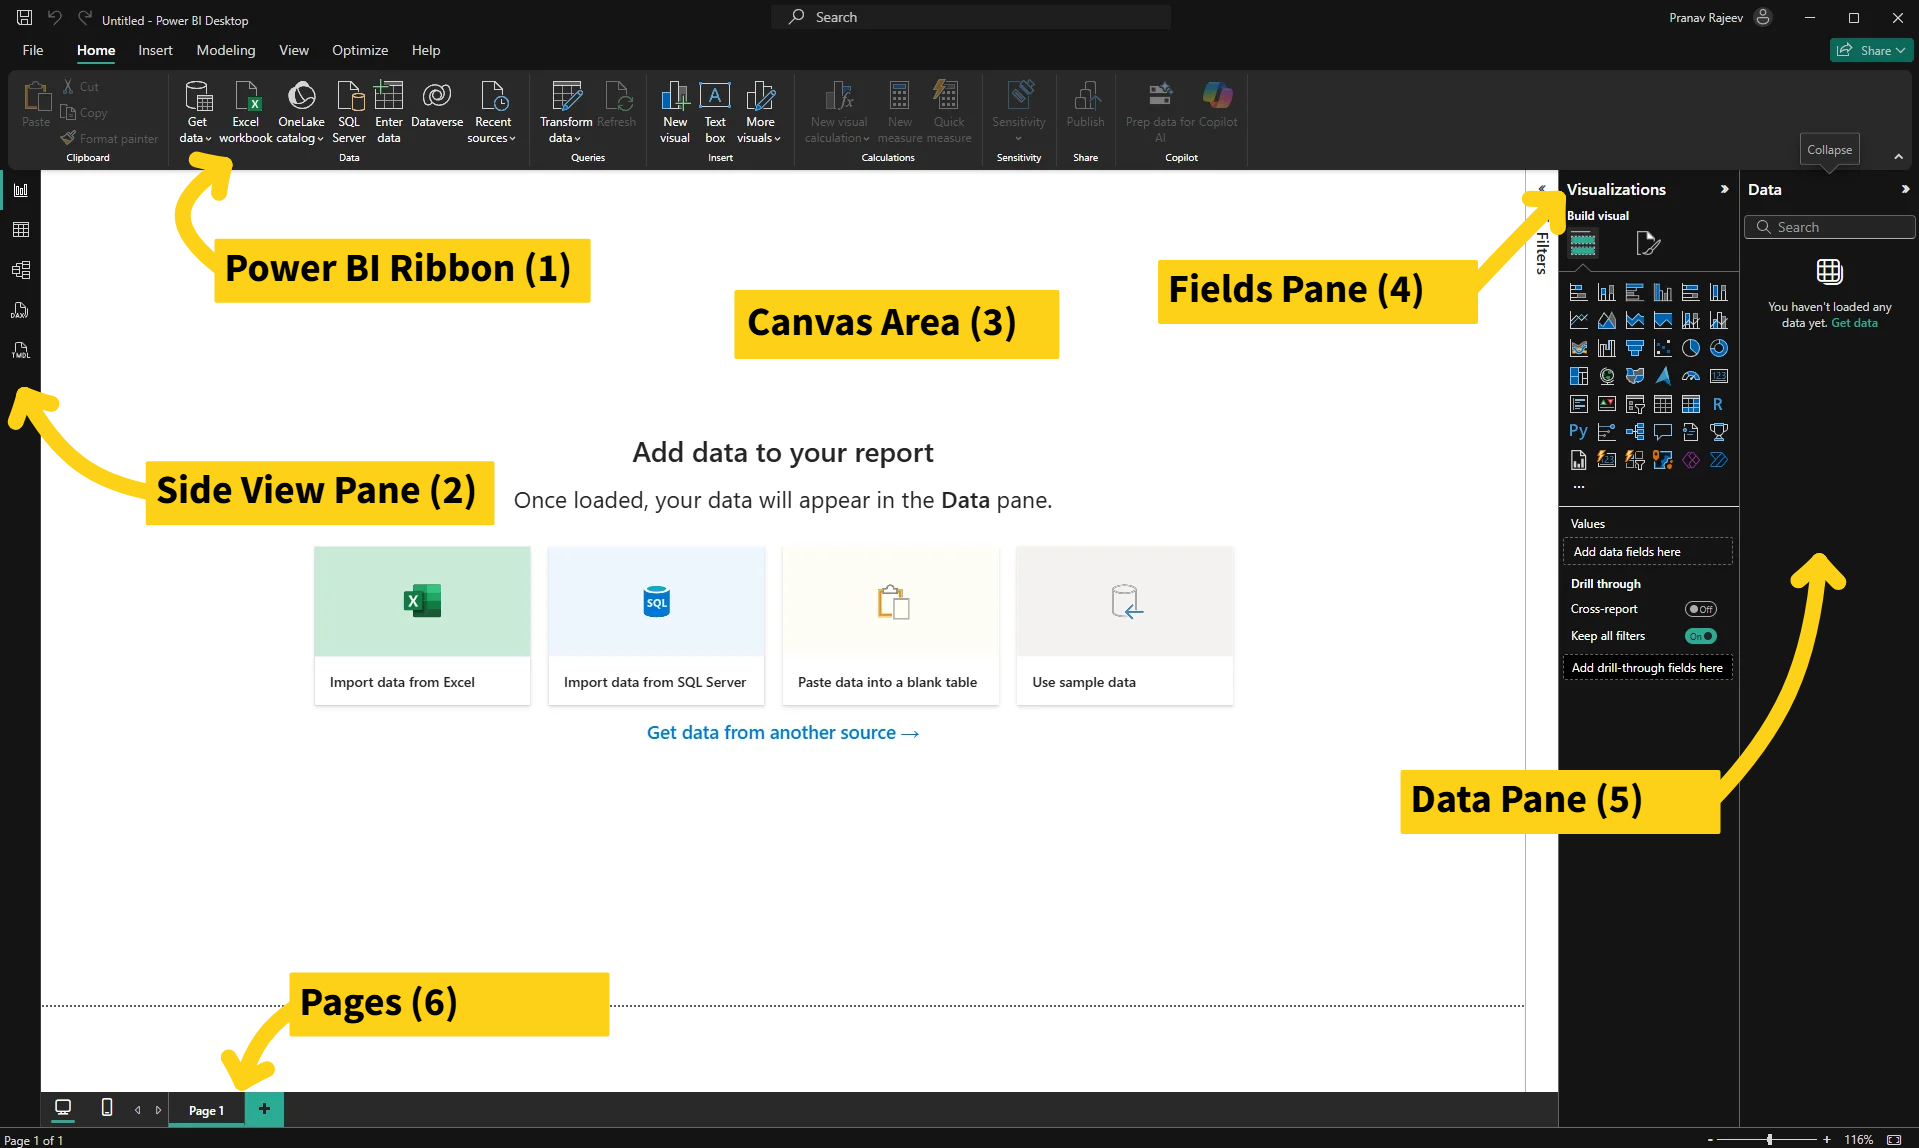 Untitled - Power BI Desktop
Search
Pranav Rajeev
File Home Insert Modeling View Optimize Help
Share
Paste
Cut
Copy
Format painter
Clipboard
Get data
Excel workbook
OneLake catalog
SQL Server
Enter data
Dataverse
Recent sources
Data
Transform data
Refresh
Queries
New visual
Text box
More visuals
Insert
New visual calculation
New measure
Quick measure
Calculations
Sensitivity
Sensitivity
Publish
Share
Prep data for AI
Copilot
Copilot
Collapse
DAX
TMDL
Power BI Ribbon (1)
Side View Pane (2)
Canvas Area (3)
Fields Pane (4)
Filters
Add data to your report
Once loaded, your data will appear in the Data pane.
X
SQL
Import data from Excel
Import data from SQL Server
Paste data into a blank table
Use sample data
Get data from another source →
Visualizations
Build visual
123
R
Py
123
...
Values
Add data fields here
Drill through
Cross-report
Off
Keep all filters
On
Add drill-through fields here
Data
Search
You haven't loaded any
data yet. Get data
Data Pane (5)
Pages (6)
Page 1
+
Page 1 of 1
- + 116%